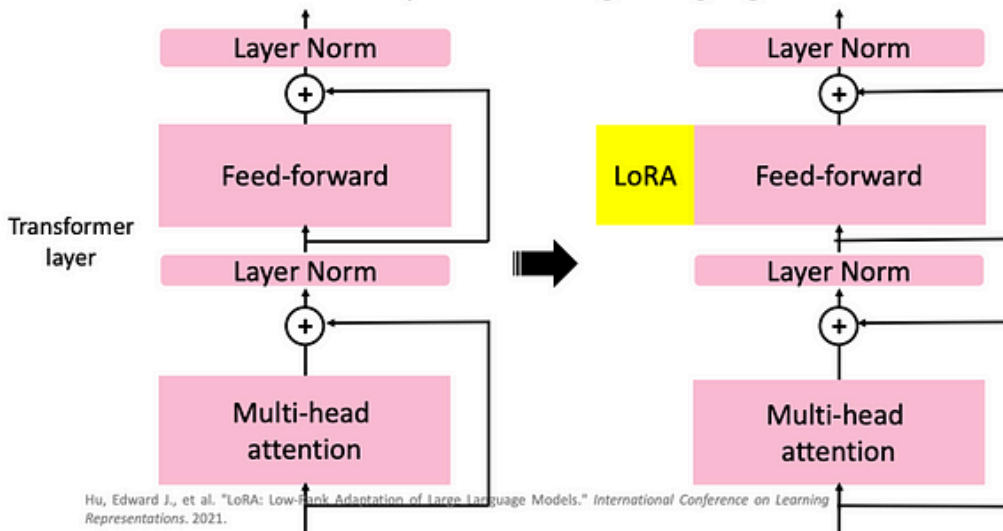 Layer Norm
+
Feed-forward
Transformer
layer
Layer Norm
+
Multi-head
attention
Layer Norm
+
LoRA
Feed-forward
Layer Norm
+
Multi-head
attention
Hu, Edward J., et al. "LoRA: Low-Rank Adaptation of Large Language Models." International Conference on Learning
Representations. 2021.